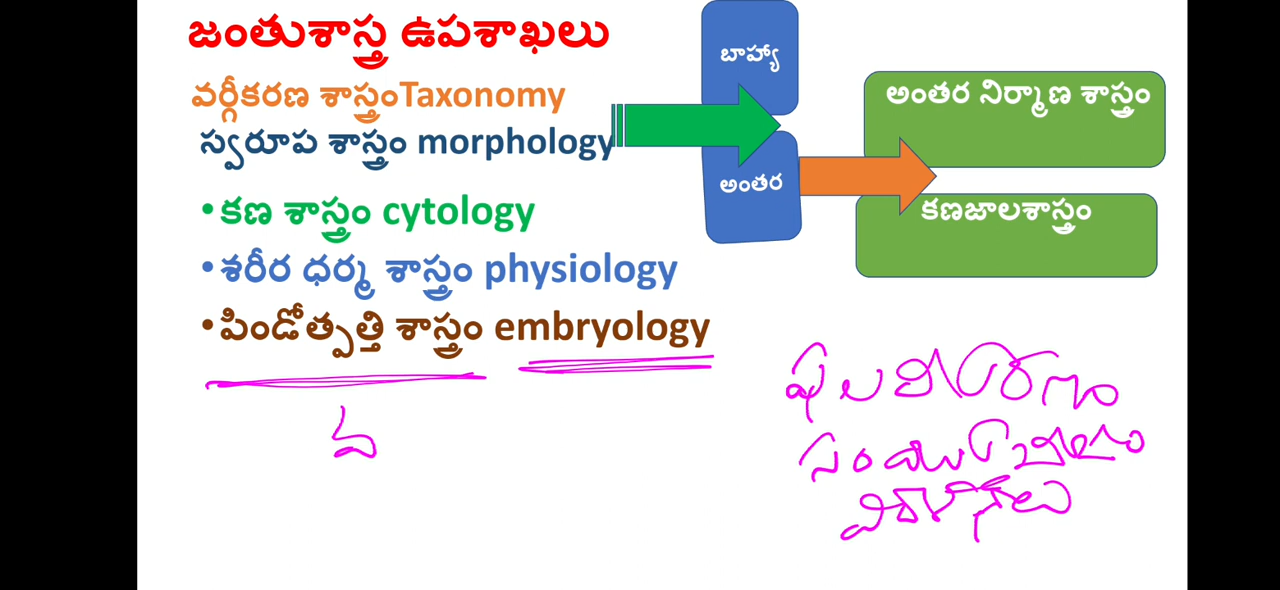 జంతుశాస్త్ర ఉపశాఖలు
వర్గీకరణ శాస్త్రంTaxonomy
స్వరూప శాస్త్రం morphology
•కణ శాస్త్రం cytology
•శరీర ధర్మ శాస్త్రం physiology
•పిండోత్పత్తి శాస్త్రం embryology
బాహ్యా
అంతర
అంతర నిర్మాణ శాస్త్రం
కణజాలశాస్త్రం